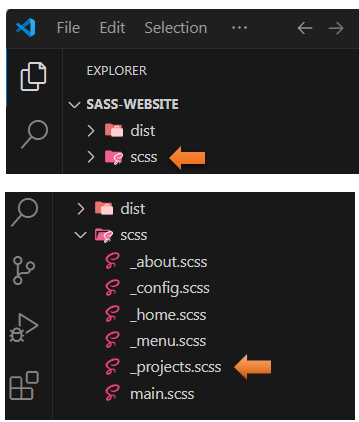 File Edit Selection ...
EXPLORER
SASS-WEBSITE
dist
scss
dist
scss
_about.scss
_config.scss
_home.scss
_menu.scss
_projects.scss
main.scss